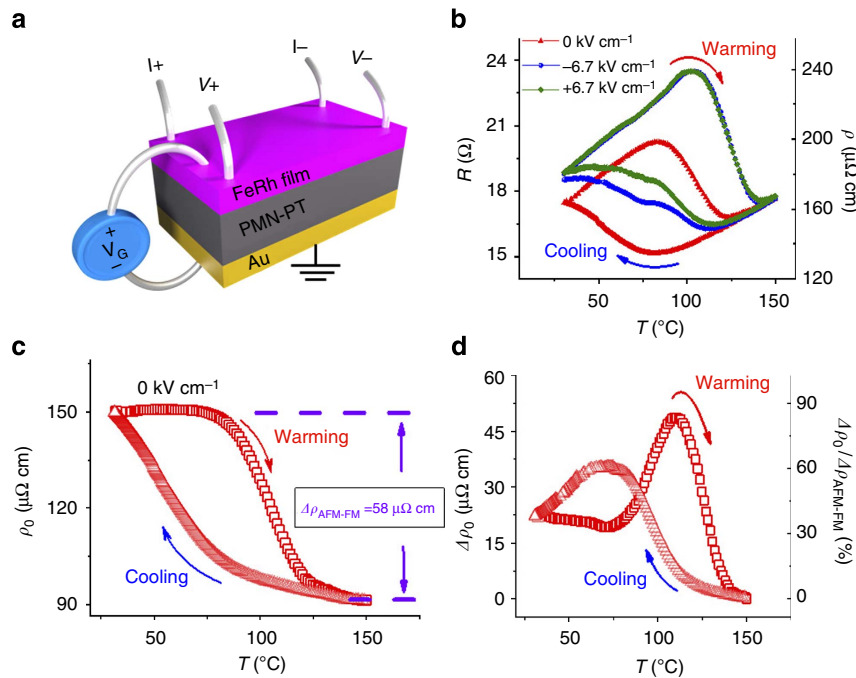 a
I+
V+
I–
V–
FeRh film
PMN-PT
Au
+
V_G
–
b
0 kV cm⁻¹
–6.7 kV cm⁻¹
+6.7 kV cm⁻¹
Warming
Cooling
24
21
18
15
R (Ω)
240
200
160
120
ρ (μΩ cm)
50 100 150
T (°C)
c
0 kV cm⁻¹
Warming
Δρ_AFM-FM =58 μΩ cm
Cooling
150
120
90
ρ₀ (μΩ cm)
50 100 150
T (°C)
d
Warming
Cooling
60
45
30
15
0
Δρ₀ (μΩ cm)
90
60
30
0
Δρ₀/Δρ_AFM-FM (%)
50 100 150
T (°C)